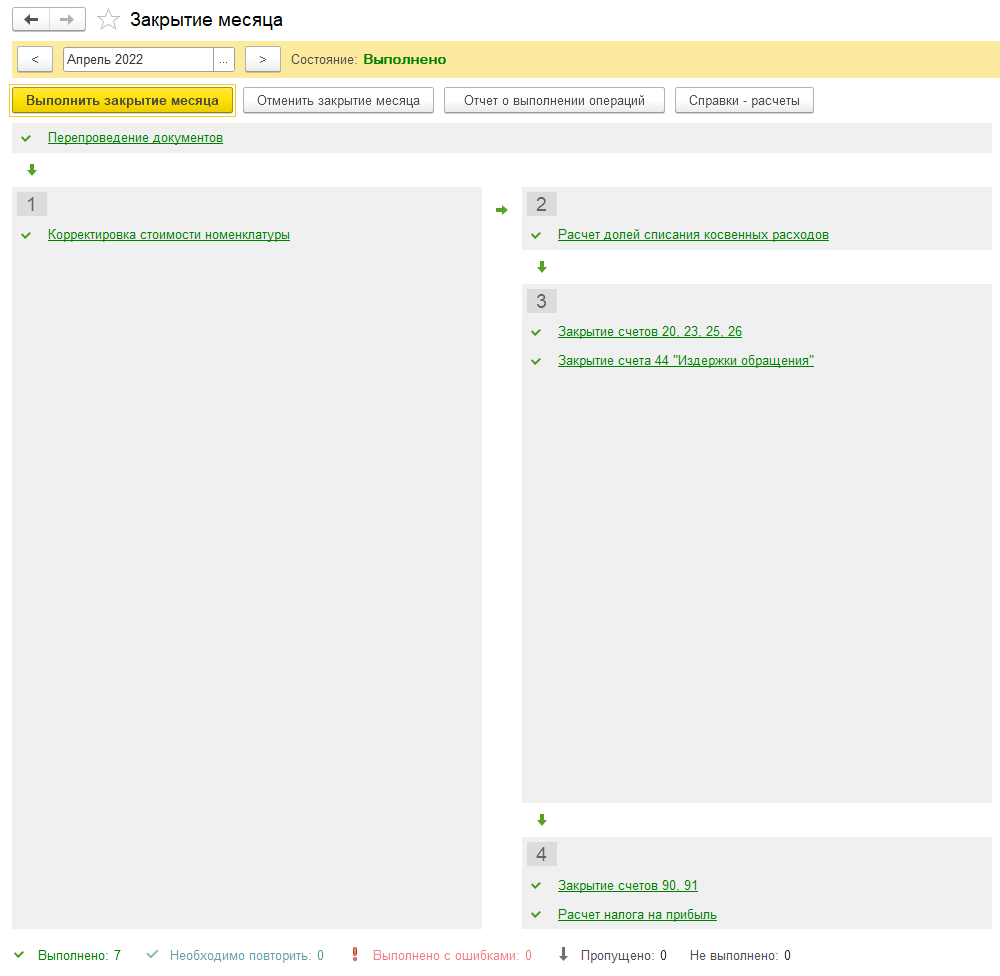 Закрытие месяца
< Апрель 2022 ... > Состояние: Выполнено
Выполнить закрытие месяца Отменить закрытие месяца Отчет о выполнении операций Справки - расчеты
Перепроведение документов
1
Корректировка стоимости номенклатуры
2
Расчет долей списания косвенных расходов
3
Закрытие счетов 20, 23, 25, 26
Закрытие счета 44 "Издержки обращения"
4
Закрытие счетов 90, 91
Расчет налога на прибыль
Выполнено: 7 Необходимо повторить: 0 Выполнено с ошибками: 0 Пропущено: 0 Не выполнено: 0